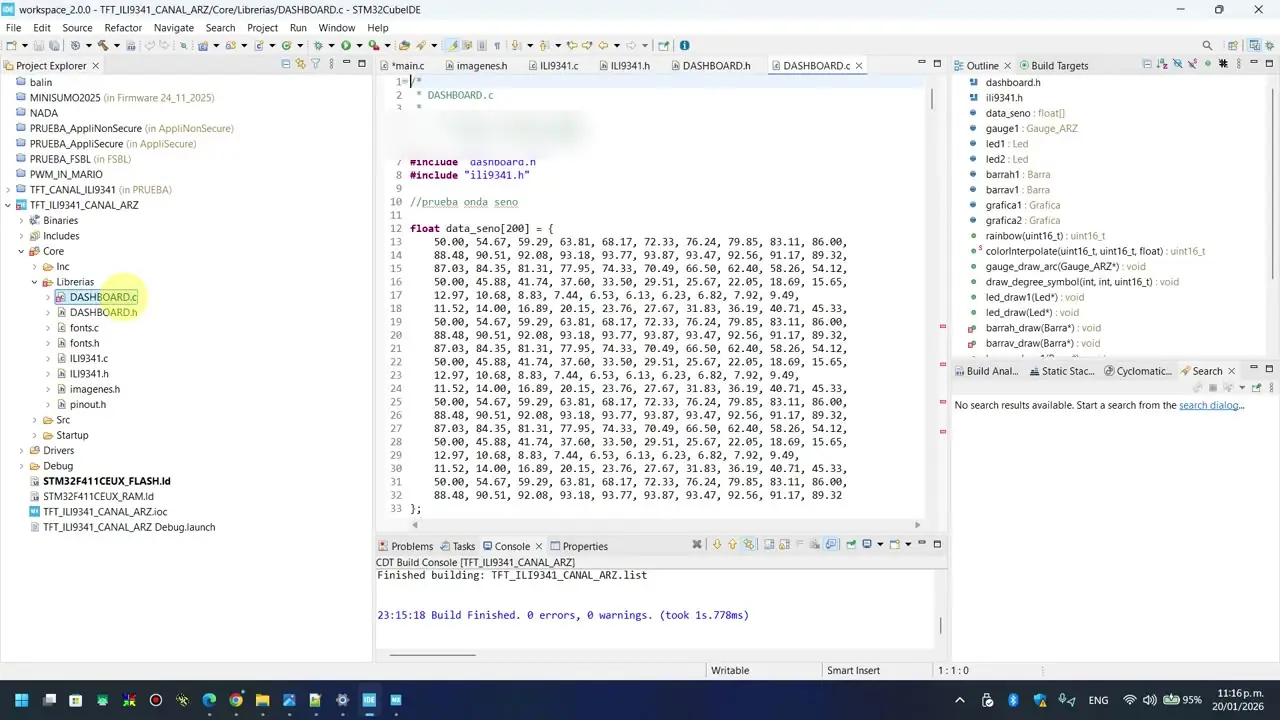 workspace_2.0.0 - TFT_ILI9341_CANAL_ARZ/Core/Librerias/DASHBOARD.c - STM32CubeIDE
File Edit Source Refactor Navigate Search Project Run Window Help
Project Explorer
balin
MINISUMO2025 (in Firmware 24_11_2025)
NADA
PRUEBA_AppliNonSecure (in AppliNonSecure)
PRUEBA_AppliSecure (in AppliSecure)
PRUEBA_FSBL (in FSBL)
PWM_IN_MARIO
TFT_CANAL_ILI9341 (in PRUEBA)
TFT_ILI9341_CANAL_ARZ
Binaries
Includes
Core
Inc
Librerias
DASHBOARD.c
DASHBOARD.h
fonts.c
fonts.h
ILI9341.c
ILI9341.h
imagenes.h
pinout.h
Src
Startup
Drivers
Debug
STM32F411CEUX_FLASH.ld
STM32F411CEUX_RAM.ld
TFT_ILI9341_CANAL_ARZ.ioc
TFT_ILI9341_CANAL_ARZ Debug.launch
*main.c imagenes.h ILI9341.c ILI9341.h DASHBOARD.h DASHBOARD.c
1 /*
2 * DASHBOARD.c
3 *
7 #include "dashboard.h"
8 #include "ili9341.h"
9
10 //prueba onda seno
11
12 float data_seno[200] = {
13 50.00, 54.67, 59.29, 63.81, 68.17, 72.33, 76.24, 79.85, 83.11, 86.00,
14 88.48, 90.51, 92.08, 93.18, 93.77, 93.87, 93.47, 92.56, 91.17, 89.32,
15 87.03, 84.35, 81.31, 77.95, 74.33, 70.49, 66.50, 62.40, 58.26, 54.12,
16 50.00, 45.88, 41.74, 37.60, 33.50, 29.51, 25.67, 22.05, 18.69, 15.65,
17 12.97, 10.68, 8.83, 7.44, 6.53, 6.13, 6.23, 6.82, 7.92, 9.49,
18 11.52, 14.00, 16.89, 20.15, 23.76, 27.67, 31.83, 36.19, 40.71, 45.33,
19 50.00, 54.67, 59.29, 63.81, 68.17, 72.33, 76.24, 79.85, 83.11, 86.00,
20 88.48, 90.51, 92.08, 93.18, 93.77, 93.87, 93.47, 92.56, 91.17, 89.32,
21 87.03, 84.35, 81.31, 77.95, 74.33, 70.49, 66.50, 62.40, 58.26, 54.12,
22 50.00, 45.88, 41.74, 37.60, 33.50, 29.51, 25.67, 22.05, 18.69, 15.65,
23 12.97, 10.68, 8.83, 7.44, 6.53, 6.13, 6.23, 6.82, 7.92, 9.49,
24 11.52, 14.00, 16.89, 20.15, 23.76, 27.67, 31.83, 36.19, 40.71, 45.33,
25 50.00, 54.67, 59.29, 63.81, 68.17, 72.33, 76.24, 79.85, 83.11, 86.00,
26 88.48, 90.51, 92.08, 93.18, 93.77, 93.87, 93.47, 92.56, 91.17, 89.32,
27 87.03, 84.35, 81.31, 77.95, 74.33, 70.49, 66.50, 62.40, 58.26, 54.12,
28 50.00, 45.88, 41.74, 37.60, 33.50, 29.51, 25.67, 22.05, 18.69, 15.65,
29 12.97, 10.68, 8.83, 7.44, 6.53, 6.13, 6.23, 6.82, 7.92, 9.49,
30 11.52, 14.00, 16.89, 20.15, 23.76, 27.67, 31.83, 36.19, 40.71, 45.33,
31 50.00, 54.67, 59.29, 63.81, 68.17, 72.33, 76.24, 79.85, 83.11, 86.00,
32 88.48, 90.51, 92.08, 93.18, 93.77, 93.87, 93.47, 92.56, 91.17, 89.32
33 };
Problems Tasks Console Properties
CDT Build Console [TFT_ILI9341_CANAL_ARZ]
Finished building: TFT_ILI9341_CANAL_ARZ.list
23:15:18 Build Finished. 0 errors, 0 warnings. (took 1s.778ms)
Outline Build Targets
dashboard.h
ili9341.h
data_seno : float[]
gauge1 : Gauge_ARZ
led1 : Led
led2 : Led
barrah1 : Barra
barrav1 : Barra
grafica1 : Grafica
grafica2 : Grafica
rainbow(uint16_t) : uint16_t
colorInterpolate(uint16_t, uint16_t, float) : uint16_t
gauge_draw_arc(Gauge_ARZ*) : void
draw_degree_symbol(int, int, uint16_t) : void
led_draw1(Led*) : void
led_draw(Led*) : void
barrah_draw(Barra*) : void
barrav_draw(Barra*) : void
Build Anal... Static Stac... Cyclomatic... Search
No search results available. Start a search from the search dialog...
Writable Smart Insert 1 : 1 : 0
ENG 95% 11:16 p.m.
20/01/2026